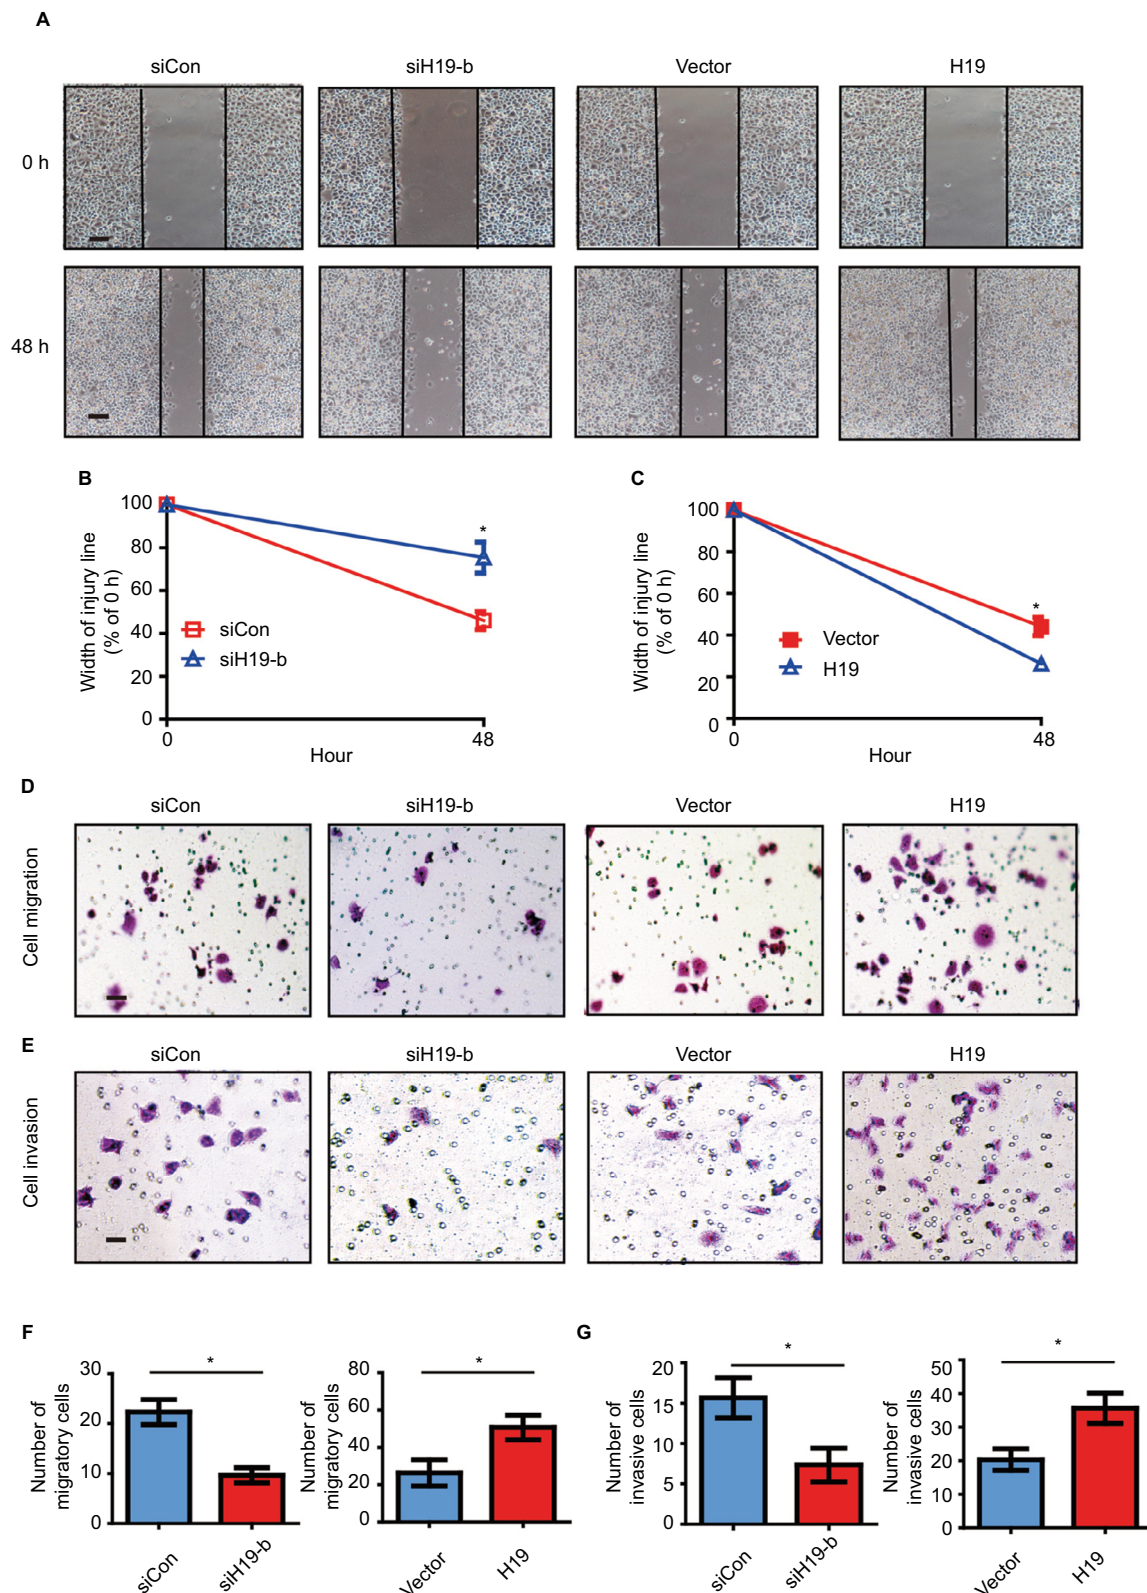 A
siCon siH19-b Vector H19
0 h
48 h
B
Width of injury line
(% of 0 h)
100
80
60
40
20
0
*
siCon
siH19-b
0 48
Hour
C
Width of injury line
(% of 0 h)
100
80
60
40
20
0
*
Vector
H19
0 48
Hour
D
siCon siH19-b Vector H19
Cell migration
E
siCon siH19-b Vector H19
Cell invasion
F
Number of
migratory cells
30
20
10
0
*
siCon siH19-b
Number of
migratory cells
80
60
40
20
0
*
Vector H19
G
Number of
invasive cells
20
15
10
5
0
*
siCon siH19-b
Number of
invasive cells
50
40
30
20
10
0
*
Vector H19